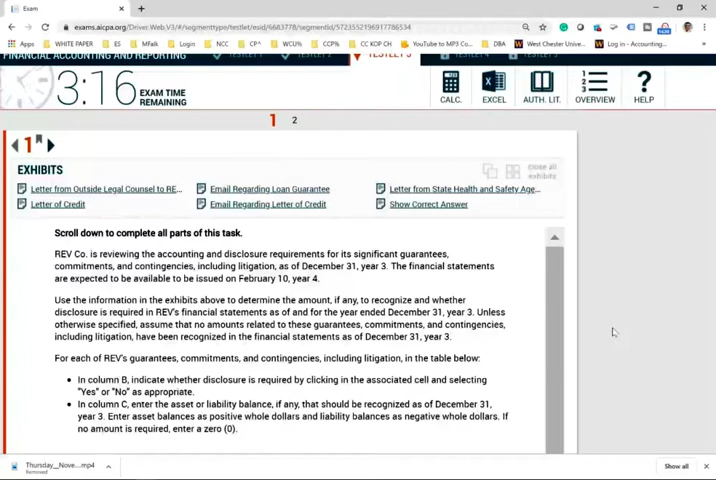 Exam
exams.aicpa.org/Driver.Web.V3/#/segmenttype/testlet/esid/6683778/segmentid/5723552196917786534
Apps WHITE PAPER ES MFalk Login NCC CP^ WCU% CCP% CC KOP CH YouTube to MP3 Co... DBA West Chester Unive... Log in - Accounting...
FINANCIAL ACCOUNTING AND REPORTING
3:16 EXAM TIME REMAINING
CALC. EXCEL AUTH. LIT. OVERVIEW HELP
1 2
1
EXHIBITS
Close all exhibits
Letter from Outside Legal Counsel to RE... Email Regarding Loan Guarantee Letter from State Health and Safety Age...
Letter of Credit Email Regarding Letter of Credit Show Correct Answer
Scroll down to complete all parts of this task.
REV Co. is reviewing the accounting and disclosure requirements for its significant guarantees,
commitments, and contingencies, including litigation, as of December 31, year 3. The financial statements
are expected to be available to be issued on February 10, year 4.
Use the information in the exhibits above to determine the amount, if any, to recognize and whether
disclosure is required in REV's financial statements as of and for the year ended December 31, year 3. Unless
otherwise specified, assume that no amounts related to these guarantees, commitments, and contingencies,
including litigation, have been recognized in the financial statements as of December 31, year 3.
For each of REV's guarantees, commitments, and contingencies, including litigation, in the table below:
• In column B, indicate whether disclosure is required by clicking in the associated cell and selecting
"Yes" or "No" as appropriate.
• In column C, enter the asset or liability balance, if any, that should be recognized as of December 31,
year 3. Enter asset balances as positive whole dollars and liability balances as negative whole dollars. If
no amount is required, enter a zero (0).
Thursday__Nove....mp4
Removed
Show all